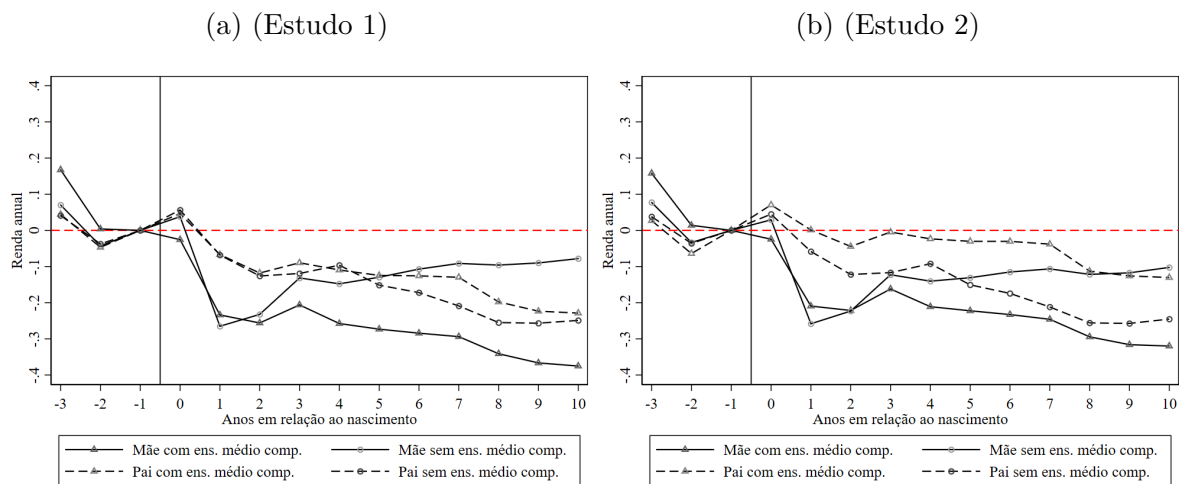 (a) (Estudo 1)
.4
.3
.2
.1
0
-.1
-.2
-.3
-.4
Renda anual
-3 -2 -1 0 1 2 3 4 5 6 7 8 9 10
Anos em relação ao nascimento
Mãe com ens. médio comp. Mãe sem ens. médio comp.
Pai com ens. médio comp. Pai sem ens. médio comp.
(b) (Estudo 2)
.4
.3
.2
.1
0
-.1
-.2
-.3
-.4
Renda anual
-3 -2 -1 0 1 2 3 4 5 6 7 8 9 10
Anos em relação ao nascimento
Mãe com ens. médio comp. Mãe sem ens. médio comp.
Pai com ens. médio comp. Pai sem ens. médio comp.